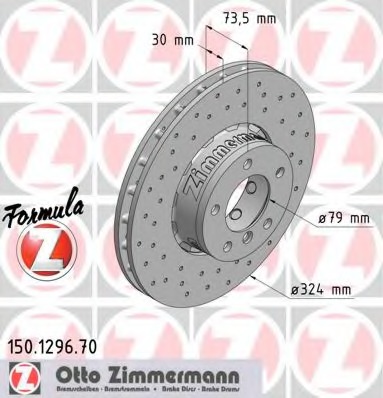 73,5 mm
30 mm
Zimmerma
Formula
Z
ø79 mm
ø324 mm
150.1296.70
Z
Otto Zimmermann
Bremsscheiben - Bremstrommeln • Brake Discs - Brake Drums